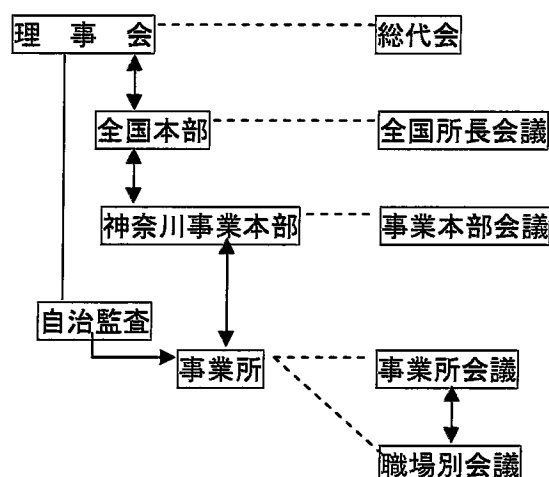 理　事　会
総代会
全国本部
全国所長会議
神奈川事業本部
事業本部会議
自治監査
事業所
事業所会議
職場別会議